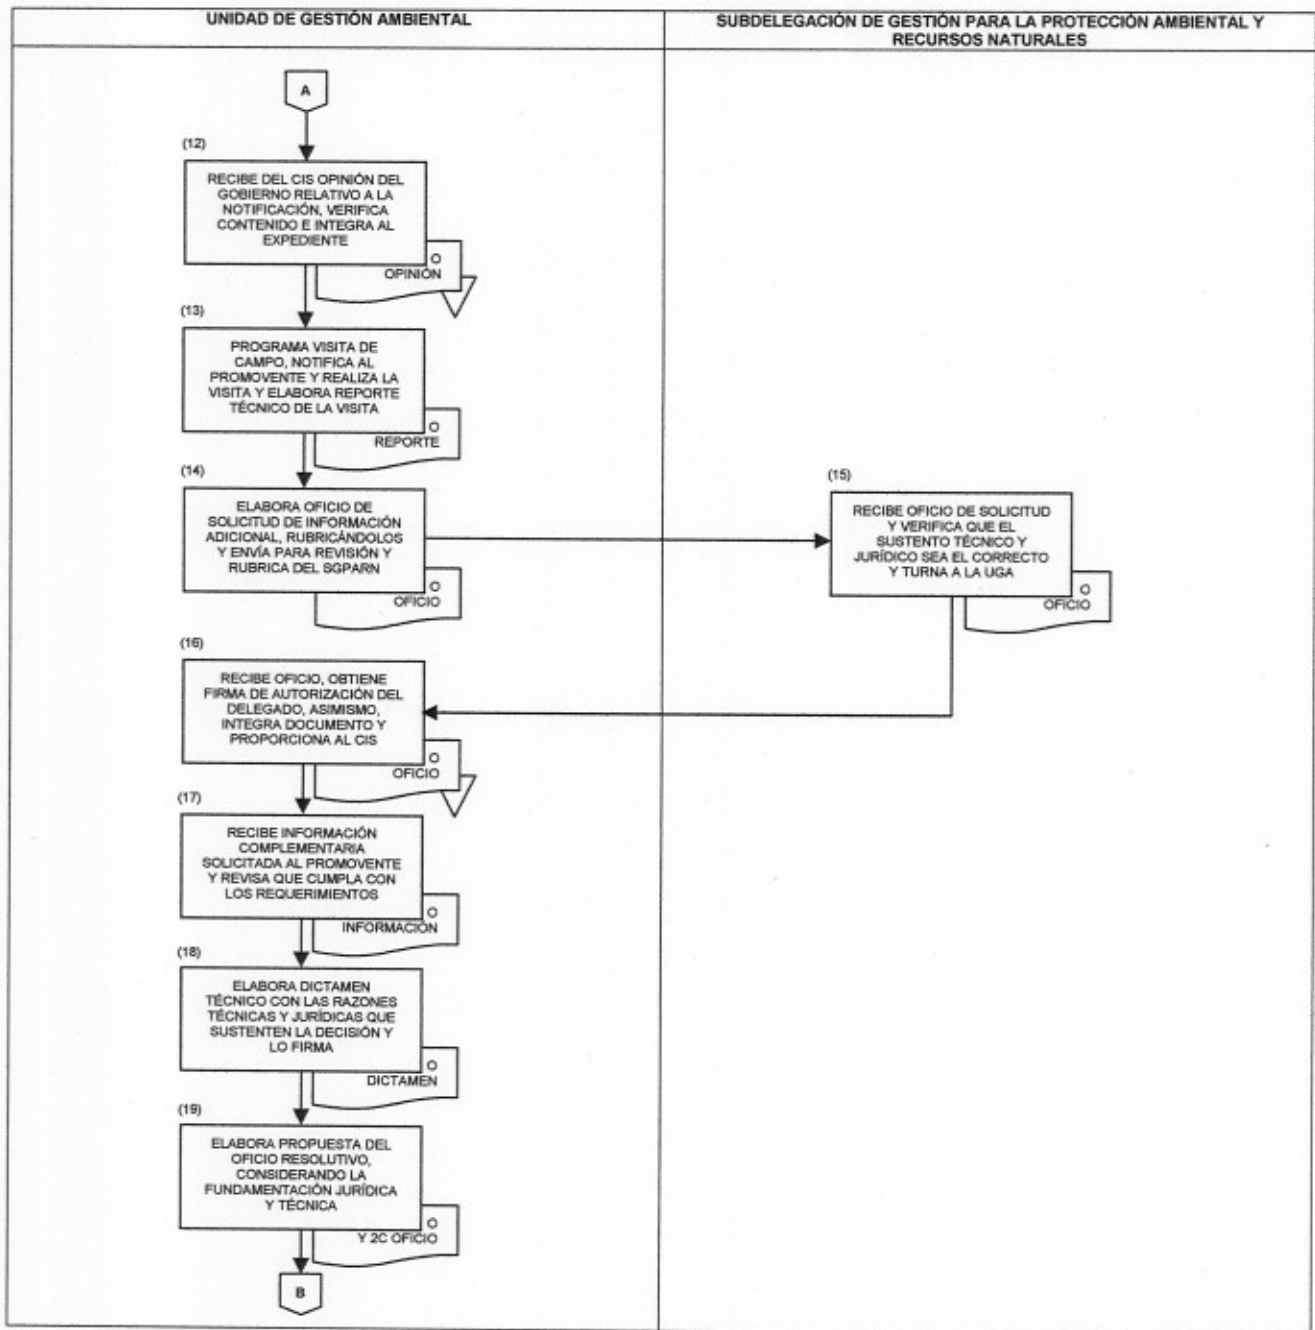 UNIDAD DE GESTIÓN AMBIENTAL
SUBDELEGACIÓN DE GESTIÓN PARA LA PROTECCIÓN AMBIENTAL Y
RECURSOS NATURALES
A
(12)
RECIBE DEL CIS OPINIÓN DEL
GOBIERNO RELATIVO A LA
NOTIFICACIÓN, VERIFICA
CONTENIDO E INTEGRA AL
EXPEDIENTE
O
OPINIÓN
(13)
PROGRAMA VISITA DE
CAMPO, NOTIFICA AL
PROMOVENTE Y REALIZA LA
VISITA Y ELABORA REPORTE
TÉCNICO DE LA VISITA
O
REPORTE
(14)
ELABORA OFICIO DE
SOLICITUD DE INFORMACIÓN
ADICIONAL, RUBRICÁNDOLOS
Y ENVÍA PARA REVISIÓN Y
RUBRICA DEL SGPARN
O
OFICIO
(15)
RECIBE OFICIO DE SOLICITUD
Y VERIFICA QUE EL
SUSTENTO TÉCNICO Y
JURÍDICO SEA EL CORRECTO
Y TURNA A LA UGA
O
OFICIO
(16)
RECIBE OFICIO, OBTIENE
FIRMA DE AUTORIZACIÓN DEL
DELEGADO, ASIMISMO,
INTEGRA DOCUMENTO Y
PROPORCIONA AL CIS
O
OFICIO
(17)
RECIBE INFORMACIÓN
COMPLEMENTARIA
SOLICITADA AL PROMOVENTE
Y REVISA QUE CUMPLA CON
LOS REQUERIMIENTOS
O
INFORMACIÓN
(18)
ELABORA DICTAMEN
TÉCNICO CON LAS RAZONES
TÉCNICAS Y JURÍDICAS QUE
SUSTENTEN LA DECISIÓN Y
LO FIRMA
O
DICTAMEN
(19)
ELABORA PROPUESTA DEL
OFICIO RESOLUTIVO,
CONSIDERANDO LA
FUNDAMENTACIÓN JURÍDICA
Y TÉCNICA
O
Y 2C OFICIO
B